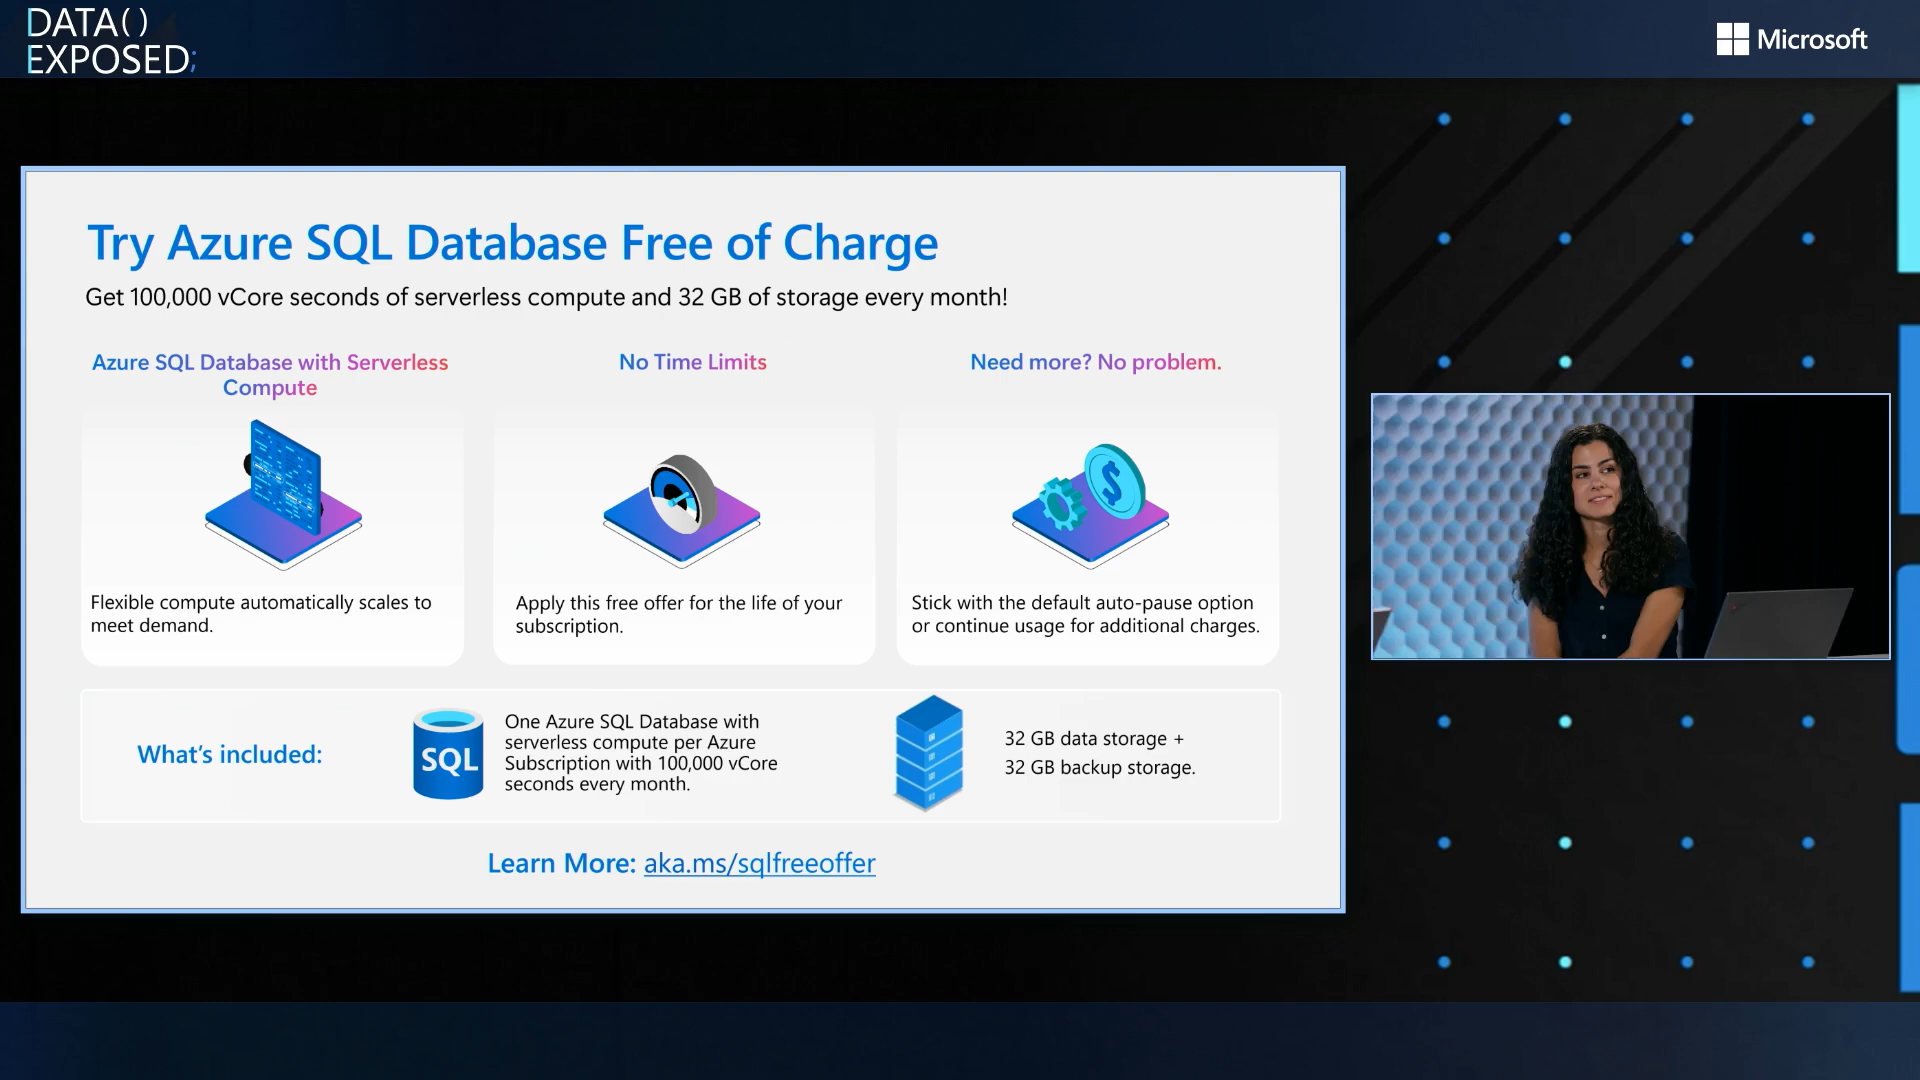 DATA()
EXPOSED;
Microsoft
Try Azure SQL Database Free of Charge
Get 100,000 vCore seconds of serverless compute and 32 GB of storage every month!
Azure SQL Database with Serverless
Compute
No Time Limits
Need more? No problem.
Flexible compute automatically scales to
meet demand.
Apply this free offer for the life of your
subscription.
Stick with the default auto-pause option
or continue usage for additional charges.
What's included:
SQL
One Azure SQL Database with
serverless compute per Azure
Subscription with 100,000 vCore
seconds every month.
32 GB data storage +
32 GB backup storage.
Learn More: aka.ms/sqlfreeoffer